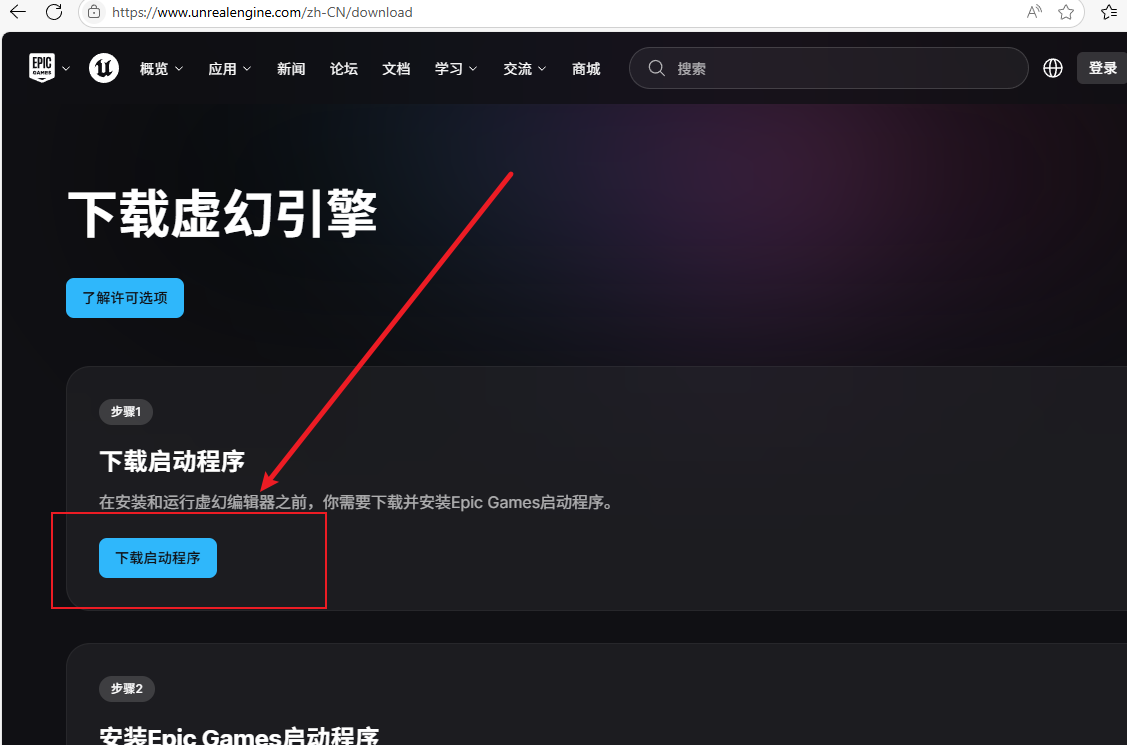 https://www.unrealengine.com/zh-CN/download
EPIC GAMES
概览 应用 新闻 论坛 文档 学习 交流 商城 搜索 登录
下载虚幻引擎
了解许可选项
步骤1
下载启动程序
在安装和运行虚幻编辑器之前，你需要下载并安装Epic Games启动程序。
下载启动程序
步骤2
安装Epic Games启动程序